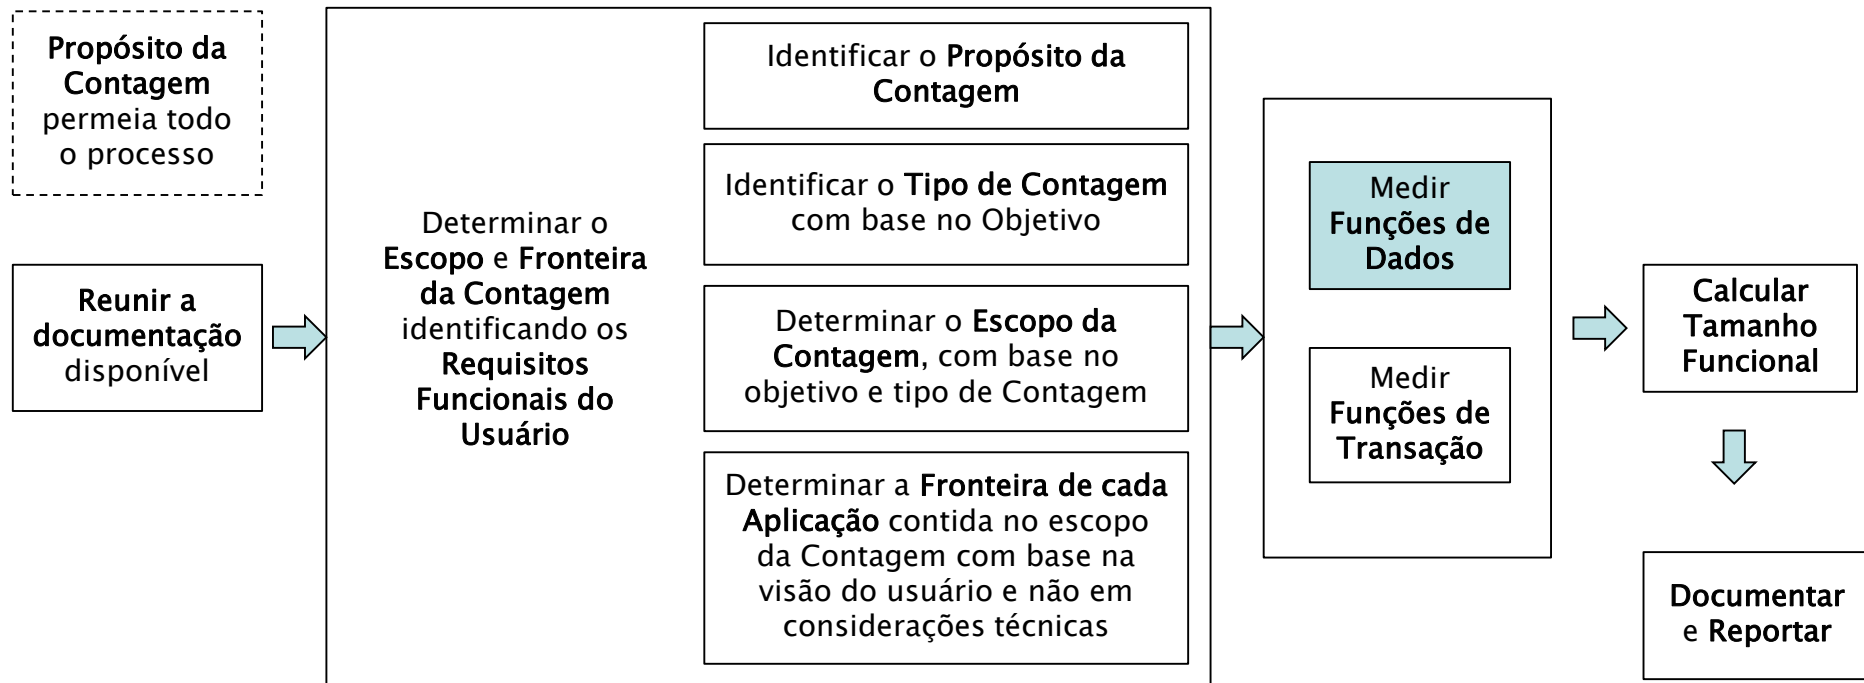 Propósito da
Contagem
permeia todo
o processo
Reunir a
documentação
disponível
Determinar o
Escopo e Fronteira
da Contagem
identificando os
Requisitos
Funcionais do
Usuário
Identificar o Propósito da
Contagem
Identificar o Tipo de Contagem
com base no Objetivo
Determinar o Escopo da
Contagem, com base no
objetivo e tipo de Contagem
Determinar a Fronteira de cada
Aplicação contida no escopo
da Contagem com base na
visão do usuário e não em
considerações técnicas
Medir
Funções de
Dados
Medir
Funções de
Transação
Calcular
Tamanho
Funcional
Documentar
e Reportar